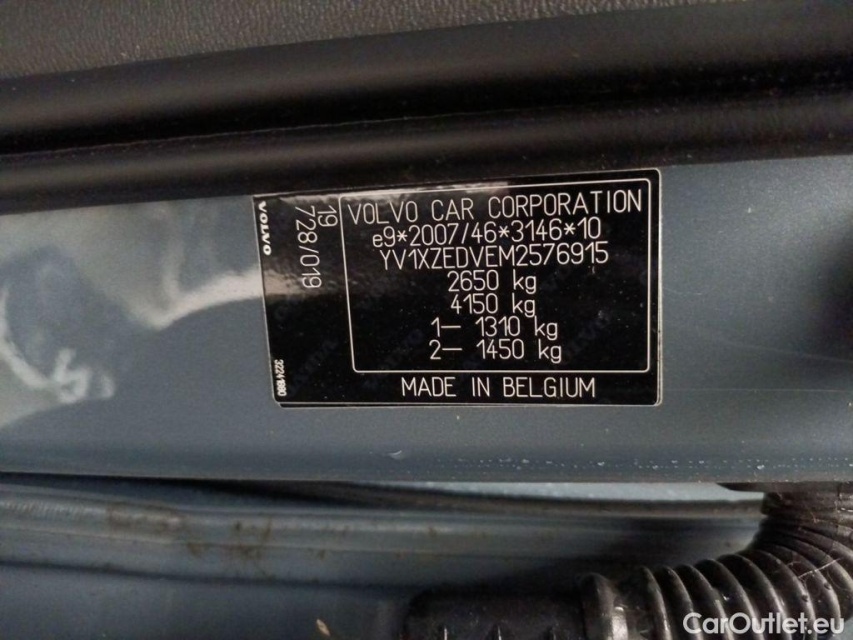 VOLVO
19
728/019
VOLVO CAR CORPORATION
e9*2007/46*3146*10
YV1XZEDVEM2576915
2650 kg
4150 kg
1– 1310 kg
2– 1450 kg
MADE IN BELGIUM
CarOutlet.eu